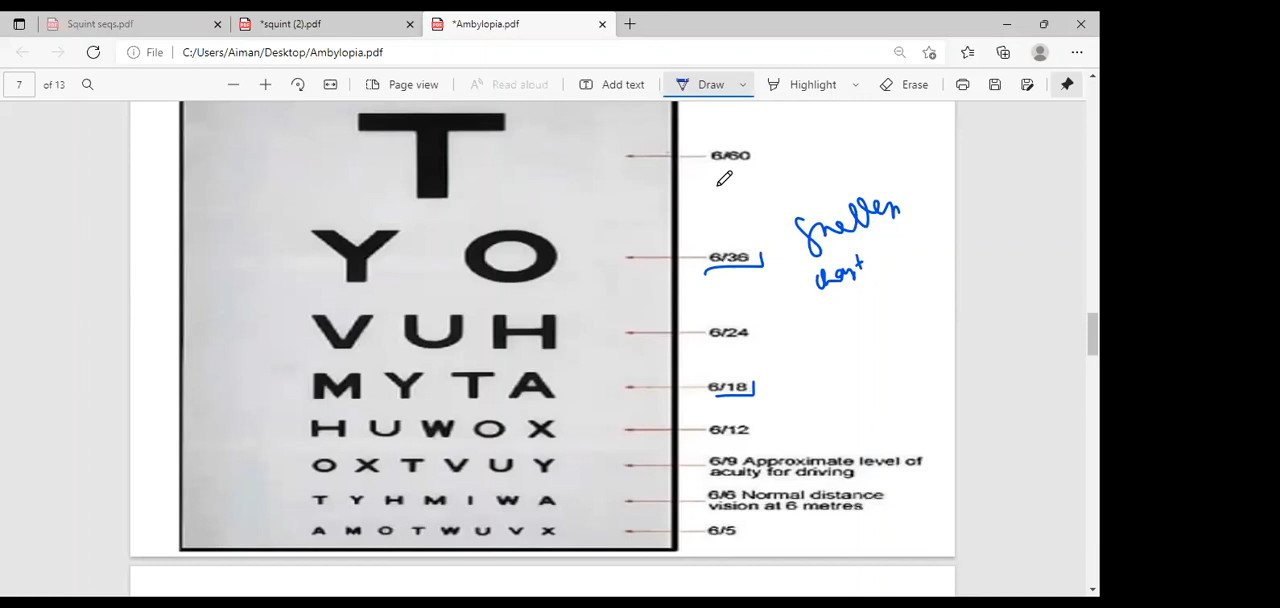 Squint seqs.pdf
*squint (2).pdf
*Ambylopia.pdf
File
C:/Users/Aiman/Desktop/Ambylopia.pdf
7 of 13
Page view
Read aloud
Add text
Draw
Highlight
Erase
T 6/60
Y O 6/36
V U H 6/24
M Y T A 6/18
H U W O X 6/12
O X T V U Y 6/9 Approximate level of
acuity for driving
T Y H M I W A 6/6 Normal distance
vision at 6 metres
A M O T W U V X 6/5
Snellen
chart